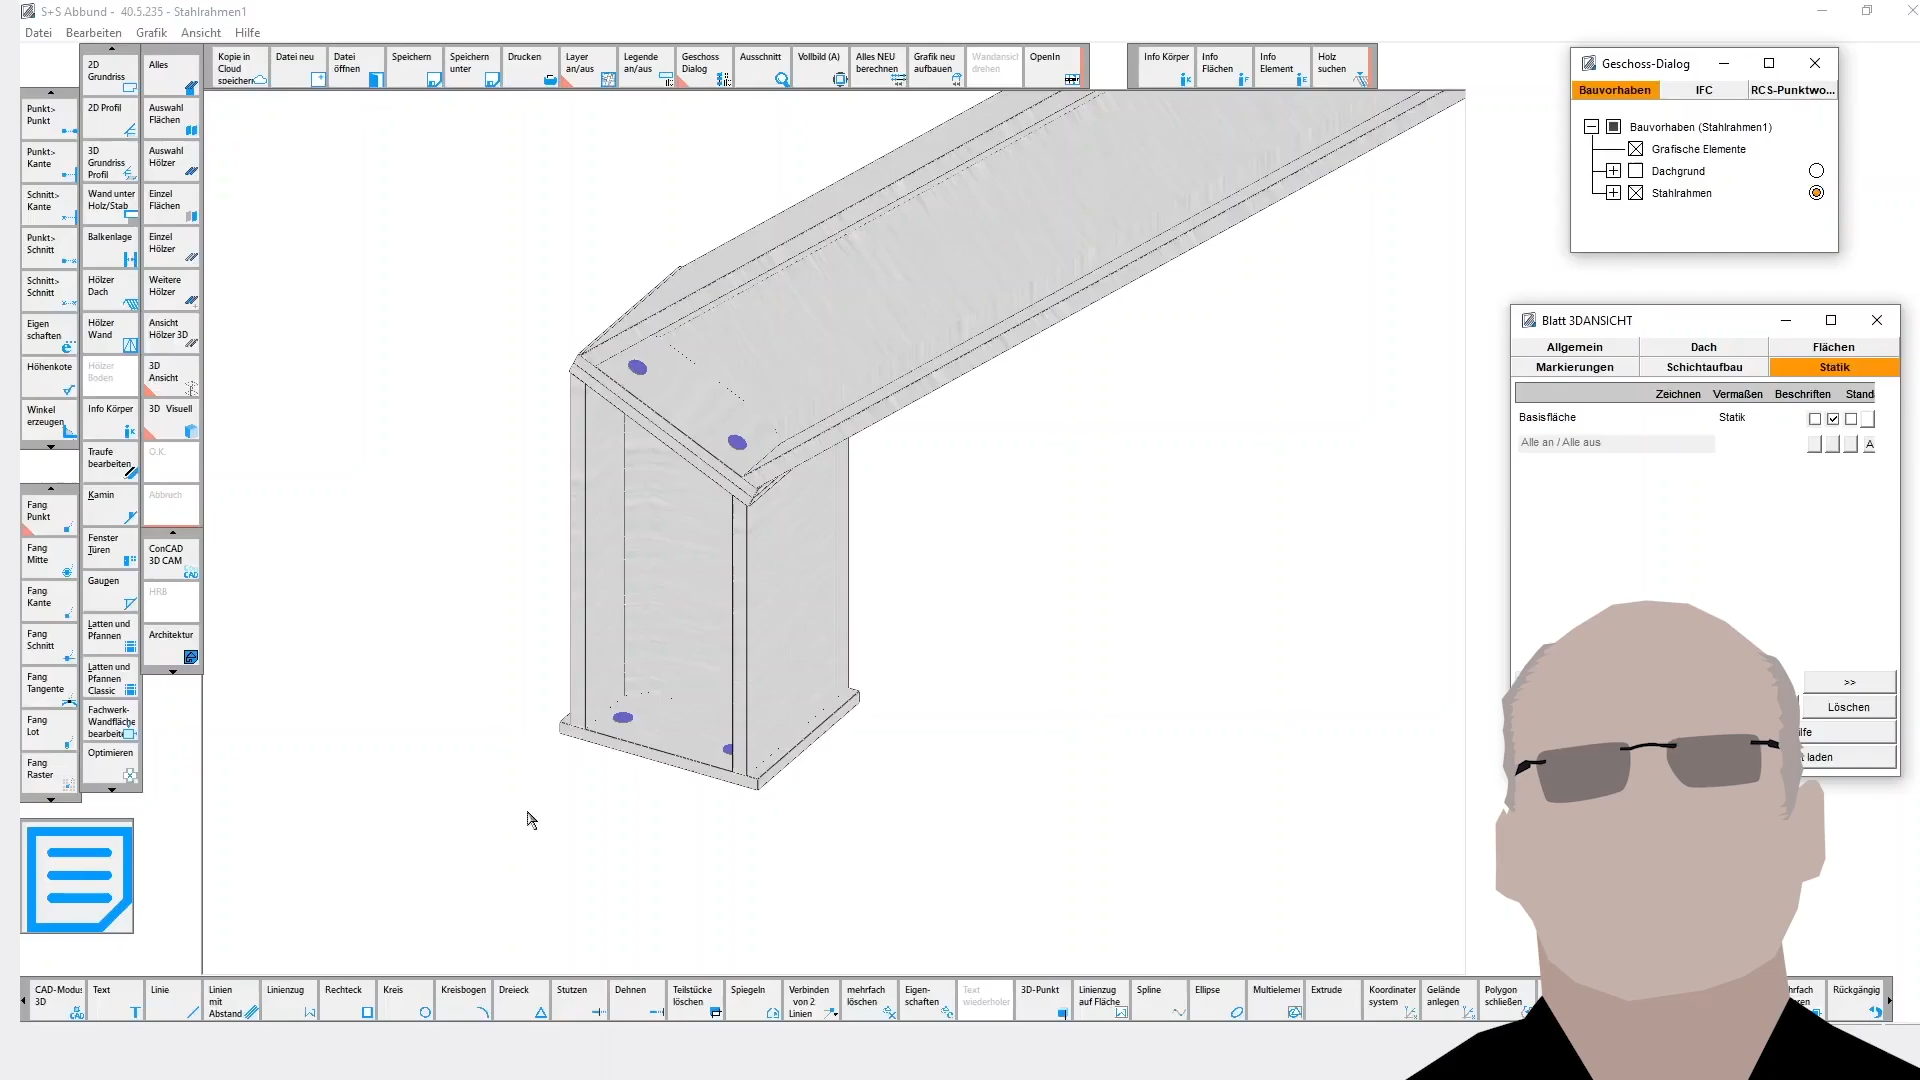 S+S Abbund - 40.5.235 - Stahlrahmen1
Datei Bearbeiten Grafik Ansicht Hilfe
Kopie in
Cloud
speichern
Datei neu
Datei
öffnen
Speichern
Speichern
unter
Drucken
Layer
an/aus
Legende
an/aus
Geschoss
Dialog
Ausschnitt
Vollbild (A)
Alles NEU
berechnen
Grafik neu
aufbauen
Wandansicht
drehen
OpenIn
Info Körper
Info
Flächen
Info
Element
Holz
suchen
Punkt
Punkt
Punkt>
Kante
Schnitt>
Kante
Punkt>
Schnitt
Schnitt>
Schnitt
Eigen
schaften
Höhenkote
Winkel
erzeugen
Fang
Punkt
Fang
Mitte
Fang
Kante
Fang
Schnitt
Fang
Tangente
Fang
Lot
Fang
Raster
2D
Grundriss
2D Profil
3D
Grundriss
Profil
Wand unter
Holz/Stab
Balkenlage
Hölzer
Dach
Hölzer
Wand
Hölzer
Boden
Info Körper
Traufe
bearbeiten
Kamin
Fenster
Türen
Gaupen
Latten und
Pfannen
Latten und
Pfannen
Classic
Fachwerk-
Wandfläche
bearbeite
Optimieren
Alles
Auswahl
Flächen
Auswahl
Hölzer
Einzel
Flächen
Einzel
Hölzer
Weitere
Hölzer
Ansicht
Hölzer 3D
3D
Ansicht
3D Visuell
O.K.
Abbruch
ConCAD
3D CAM
CAD
HRB
Architektur
Geschoss-Dialog
Bauvorhaben IFC RCS-Punktwo...
Bauvorhaben (Stahlrahmen1)
Grafische Elemente
Dachgrund
Stahlrahmen
Blatt 3DANSICHT
Allgemein Dach Flächen
Markierungen Schichtaufbau Statik
Zeichnen Vermaßen Beschriften Stand
Basisfläche Statik
Alle an / Alle aus A
>>
Löschen
ilfe
t laden
CAD-Modus
3D
CAD
Text
Linie
Linien
mit
Abstand
Linienzug
Rechteck
Kreis
Kreisbogen
Dreieck
Stutzen
Dehnen
Teilstücke
löschen
Spiegeln
Verbinden
von 2
Linien
mehrfach
löschen
Eigen-
schaften
Text
wiederholen
3D-Punkt
Linienzug
auf Fläche
Spline
Ellipse
Multielemen
Extrude
Koordinaten
system
Gelände
anlegen
Polygon
schließen
hrfach
eren
Rückgängig